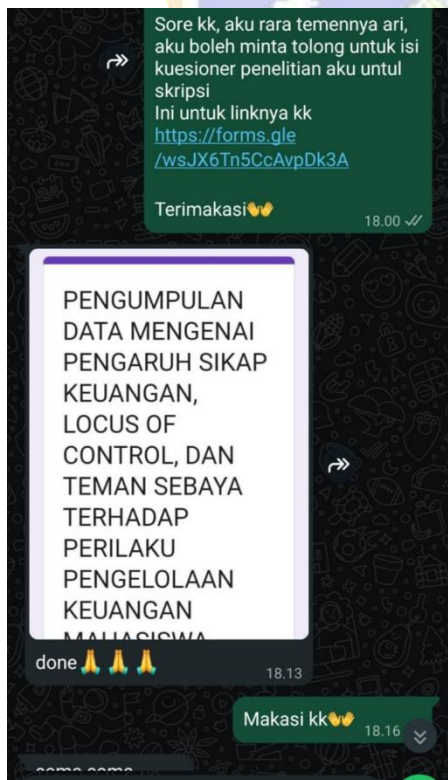 Sore kk, aku rara temennya ari,
aku boleh minta tolong untuk isi
kuesioner penelitian aku untul
skripsi
Ini untuk linknya kk
https://forms.gle
/wsJX6Tn5CcAvpDk3A
Terimakasi👐
18.00
PENGUMPULAN
DATA MENGENAI
PENGARUH SIKAP
KEUANGAN,
LOCUS OF
CONTROL, DAN
TEMAN SEBAYA
TERHADAP
PERILAKU
PENGELOLAAN
KEUANGAN
MAHASISWA
done🙏🙏🙏
18.13
Makasi kk👐
18.16